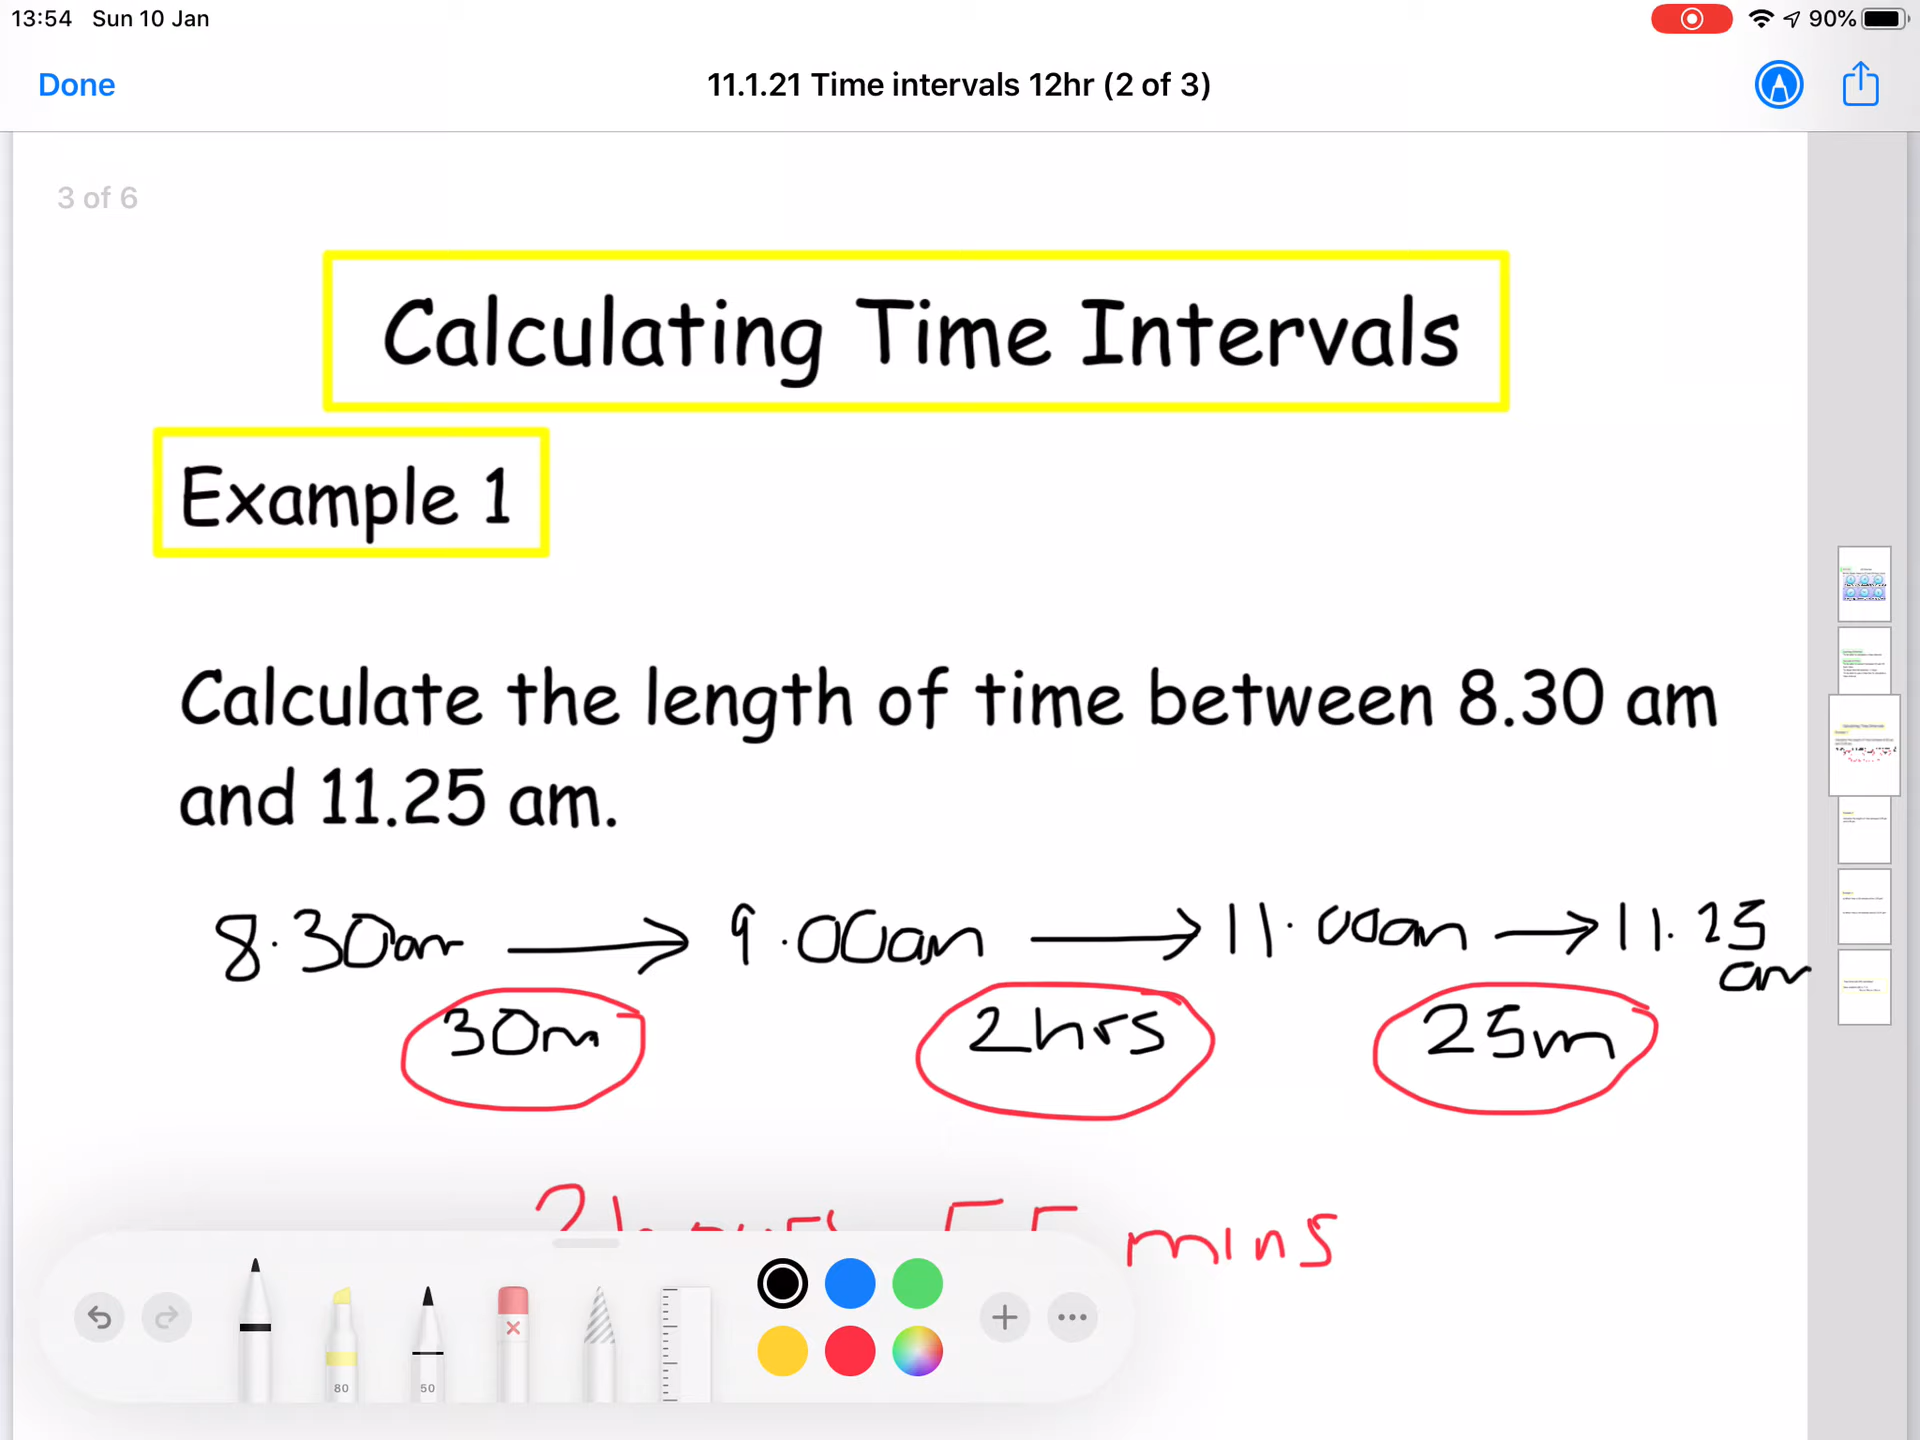 13:54 Sun 10 Jan 90%
Done 11.1.21 Time intervals 12hr (2 of 3)
3 of 6
Calculating Time Intervals
Example 1
Calculate the length of time between 8.30 am
and 11.25 am.
8.30am → 9.00am → 11.00am → 11.25
am
30m 2hrs 25m
2hours 55 mins
80 50